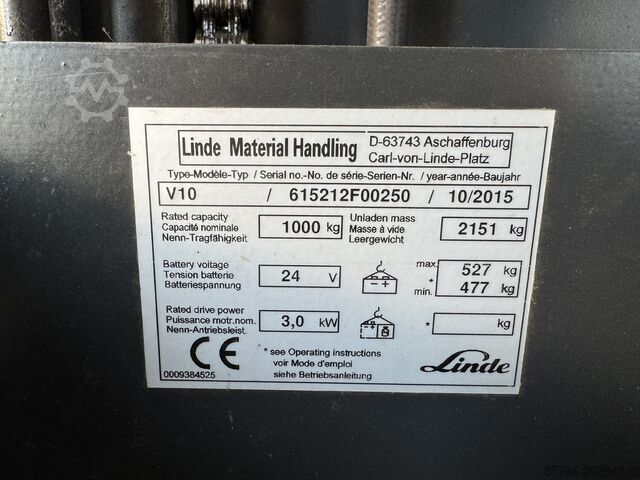 Linde Material Handling
D-63743 Aschaffenburg
Carl-von-Linde-Platz
Type-Modèle-Typ / Serial no.-No. de série-Serien-Nr. / year-année-Baujahr
V10 / 615212F00250 / 10/2015
Rated capacity
Capacité nominale
Nenn-Tragfähigkeit
1000 kg
Unladen mass
Masse à vide
Leergewicht
2151 kg
Battery voltage
Tension batterie
Batteriespannung
24 V
max. 527 kg
*
min. 477 kg
Rated drive power
Puissance motr.nom.
Nenn-Antriebsleist.
3,0 kW
* kg
CE
0009384525
* see Operating instructions
voir Mode d'emploi
siehe Betriebsanleitung
Linde